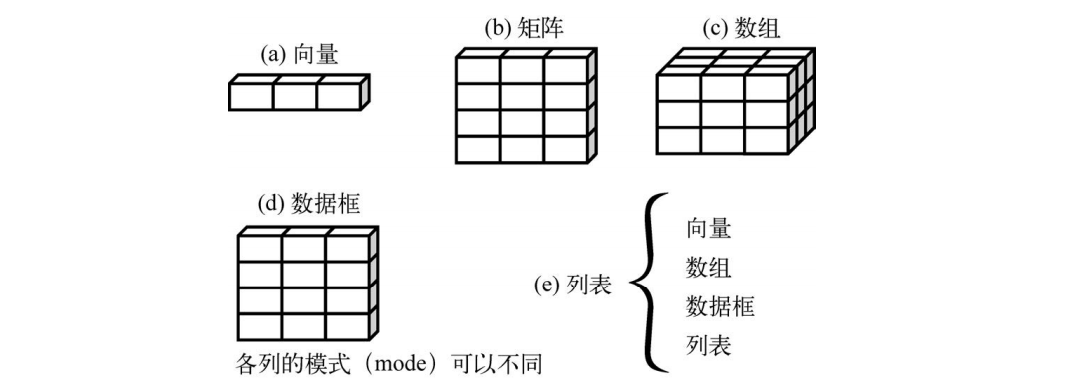 (a) 向量
(b) 矩阵
(c) 数组
(d) 数据框
各列的模式（mode）可以不同
(e) 列表
向量
数组
数据框
列表